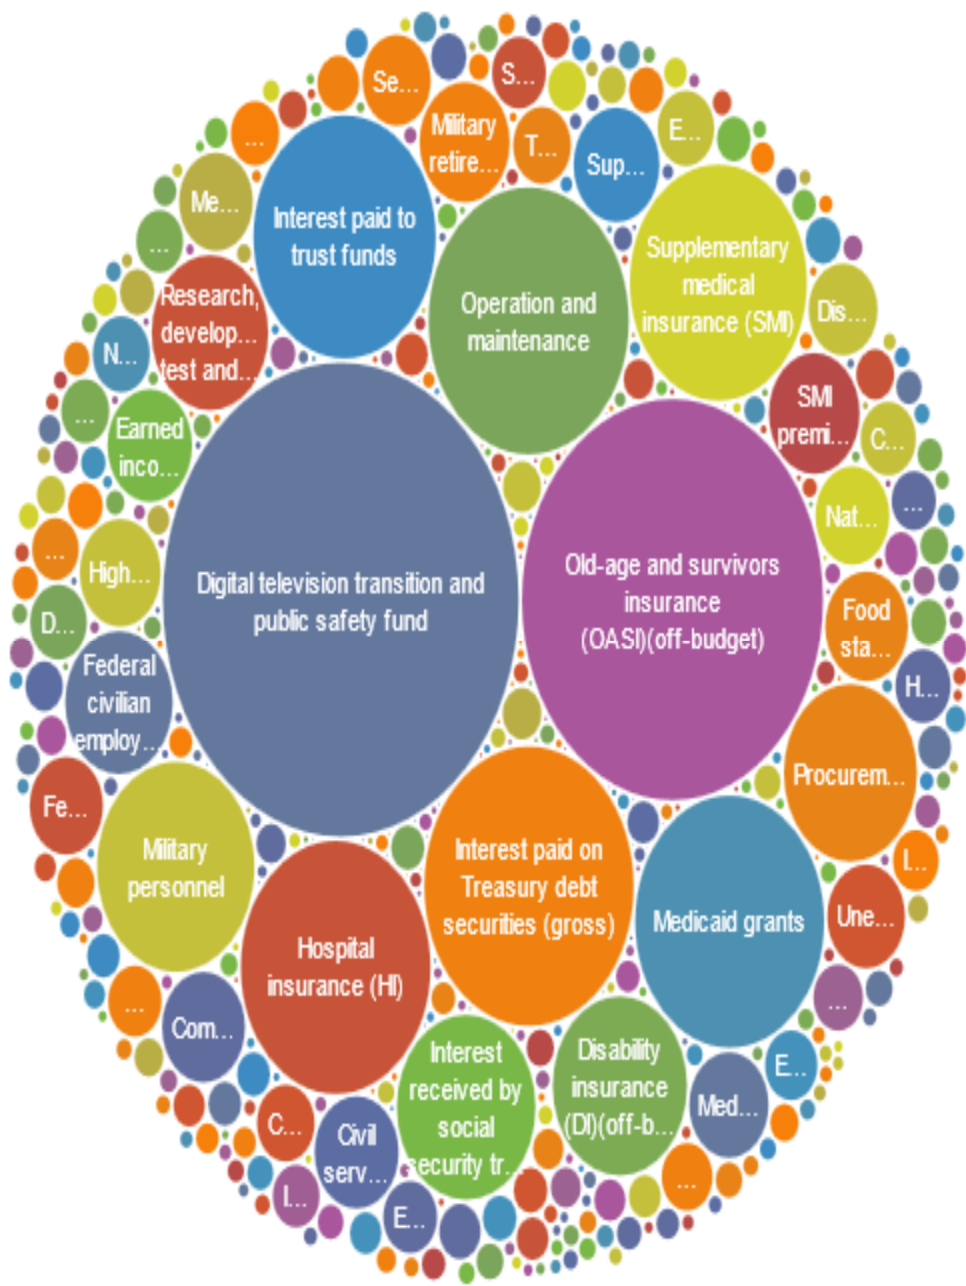 S...
Se...
Military
retire...
T...
E...
Sup...
...
Me...
Interest paid to
trust funds
Supplementary
medical
insurance (SMI)
...
Operation and
maintenance
Research,
develop...
test and...
Dis...
N...
SMI
premi...
...
Earned
inco...
C...
...
Nat...
...
High...
Digital television transition and
public safety fund
Old-age and survivors
insurance
(OASI)(off-budget)
D...
Food
sta...
Federal
civilian
employ...
H...
Fe...
Procurem...
Military
personnel
Interest paid on
Treasury debt
securities (gross)
I...
Medicaid grants
Une...
Hospital
insurance (HI)
...
...
Com...
Interest
received by
social
security tr...
Disability
insurance
(DI)(off-b...
E...
Med...
C...
Civil
serv...
...
I...
E...